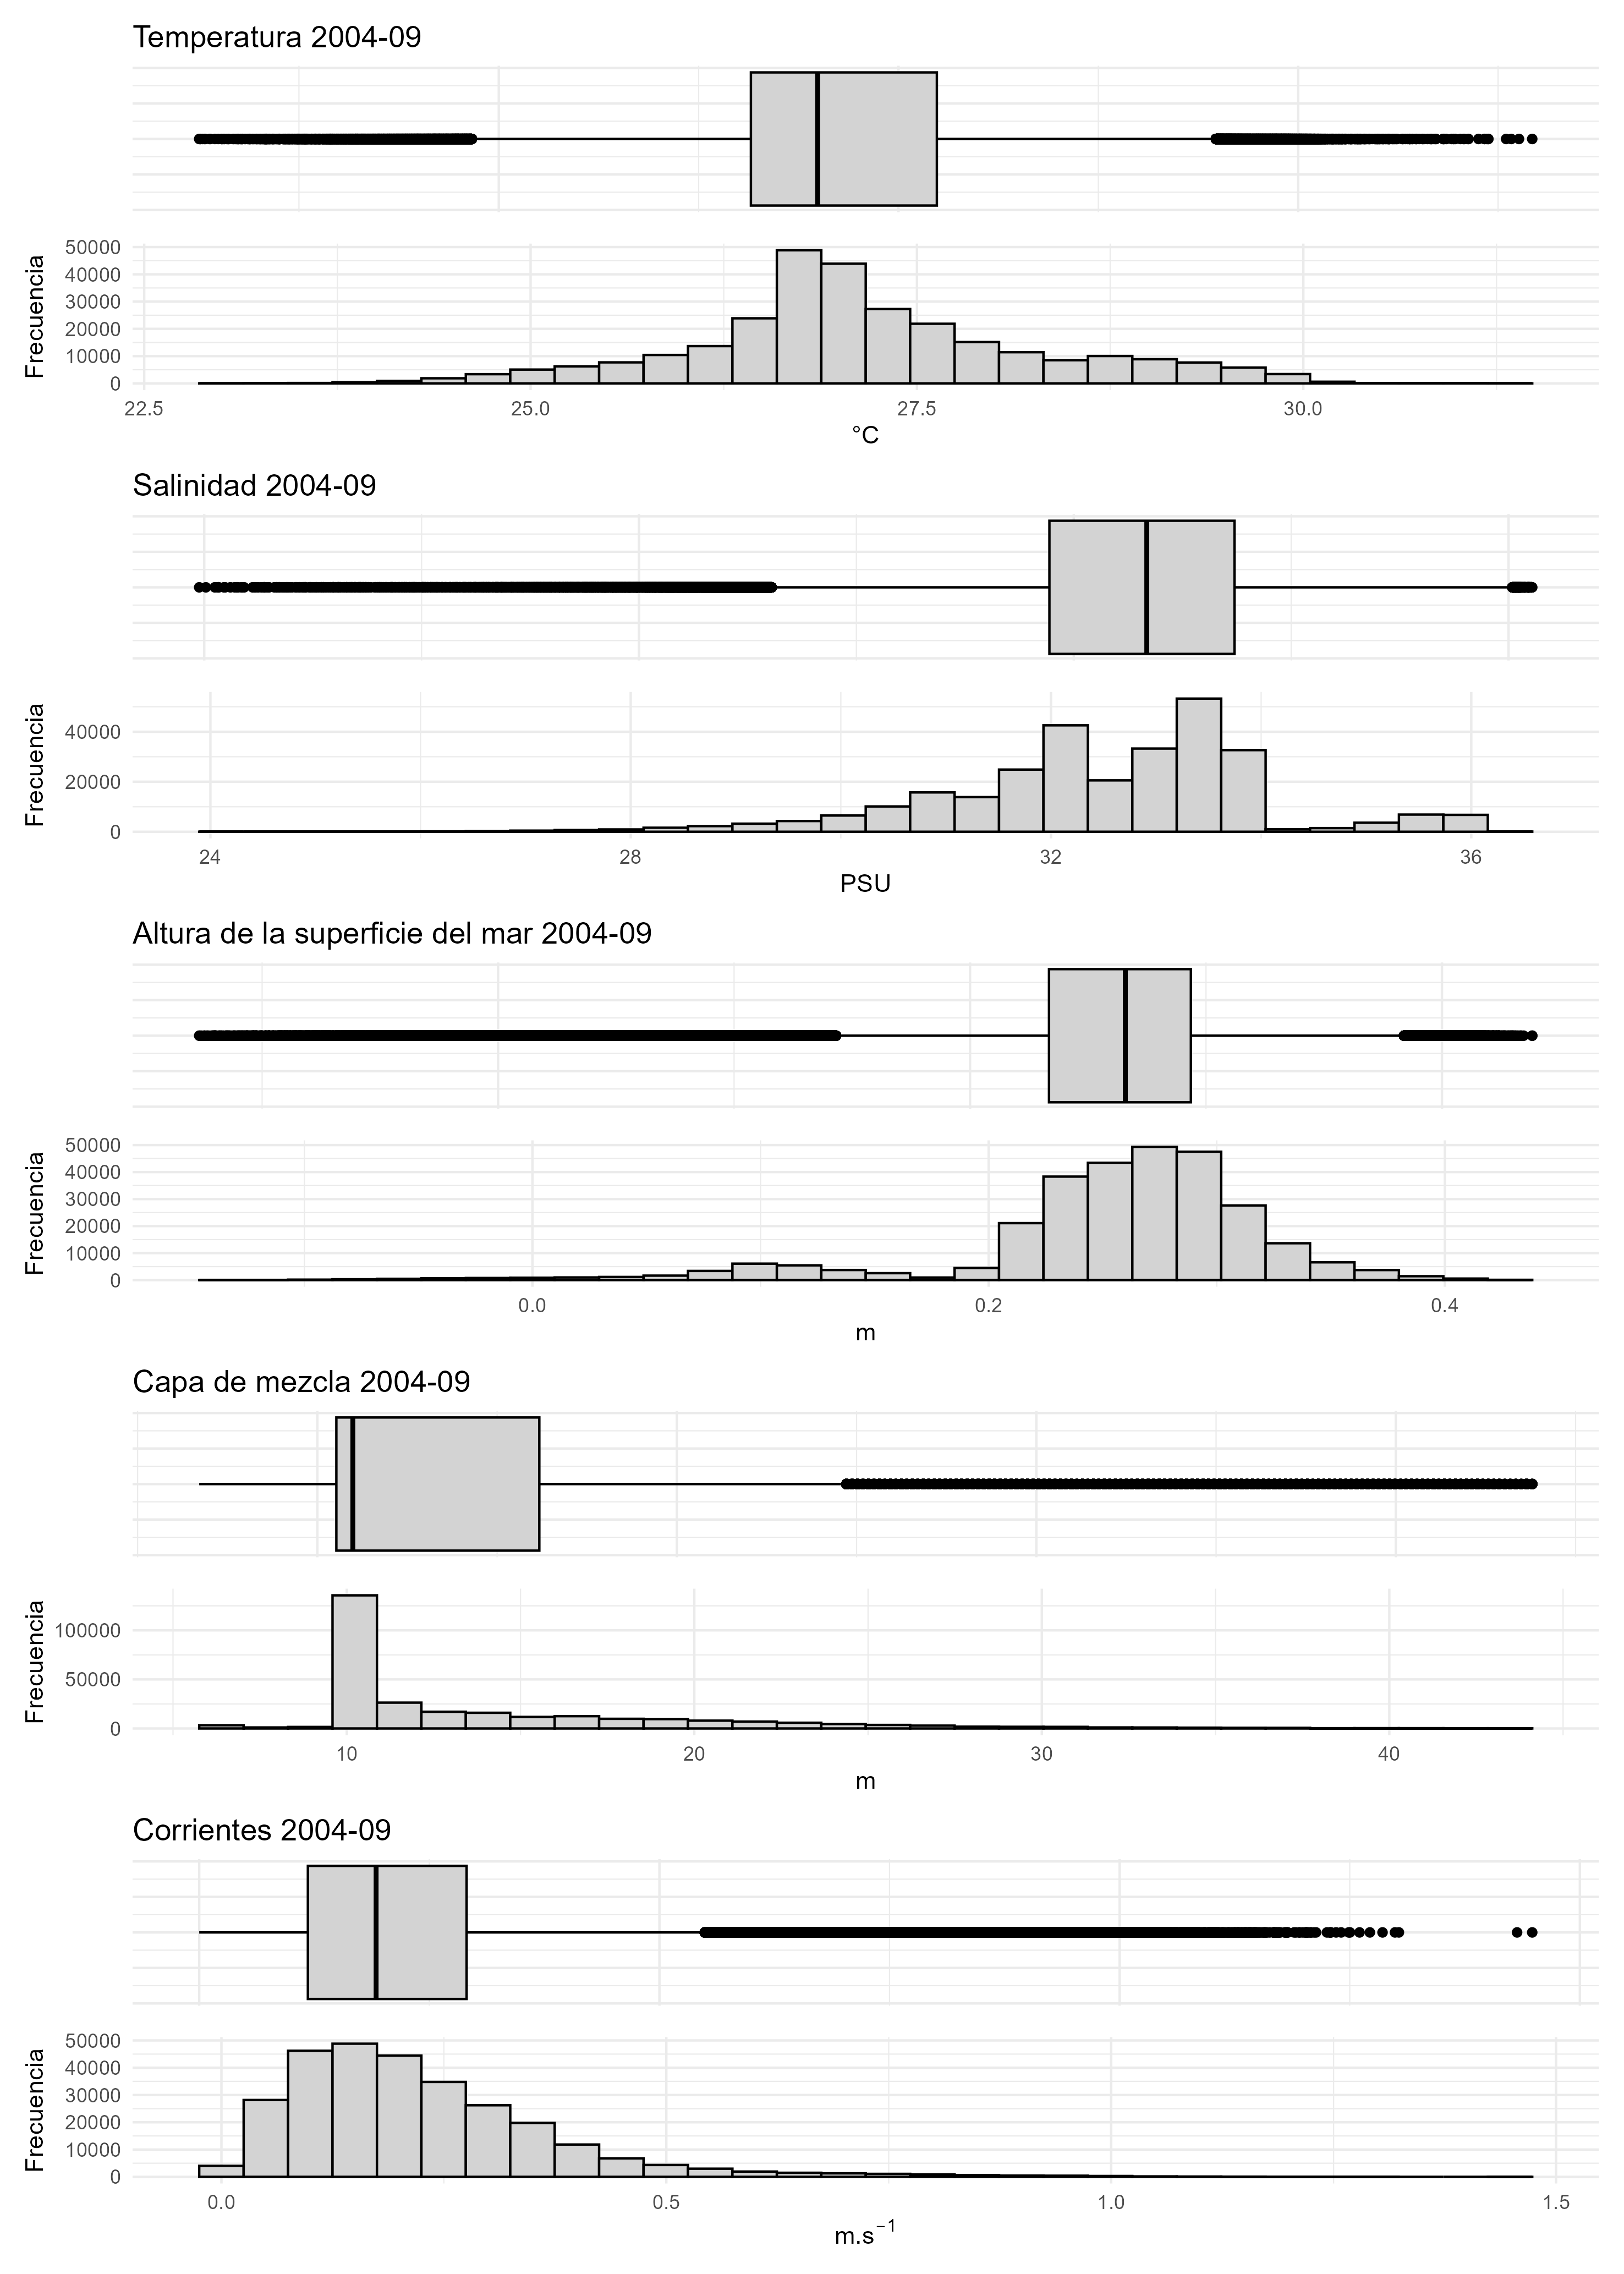 Temperatura 2004-09
Frecuencia
50000
40000
30000
20000
10000
0
22.5 25.0 27.5 30.0
°C
Salinidad 2004-09
Frecuencia
40000
20000
0
24 28 32 36
PSU
Altura de la superficie del mar 2004-09
Frecuencia
50000
40000
30000
20000
10000
0
0.0 0.2 0.4
m
Capa de mezcla 2004-09
Frecuencia
100000
50000
0
10 20 30 40
m
Corrientes 2004-09
Frecuencia
50000
40000
30000
20000
10000
0
0.0 0.5 1.0 1.5
m.s⁻¹